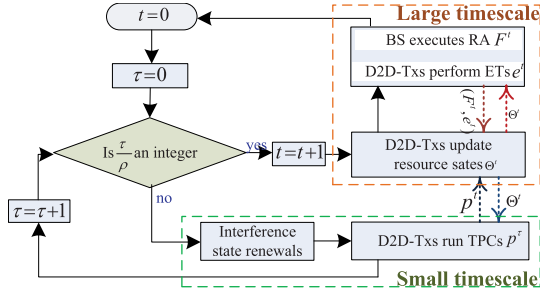 Large timescale
t=0
BS executes RA F^t
D2D-Txs perform ETs e^t
τ=0
(F^t, e^t)
Θ^t
Is τ/ρ an integer
yes
t=t+1
D2D-Txs update
resource sates Θ^t
no
p^t
Θ^t
τ=τ+1
Interference
state renewals
D2D-Txs run TPCs p^τ
Small timescale